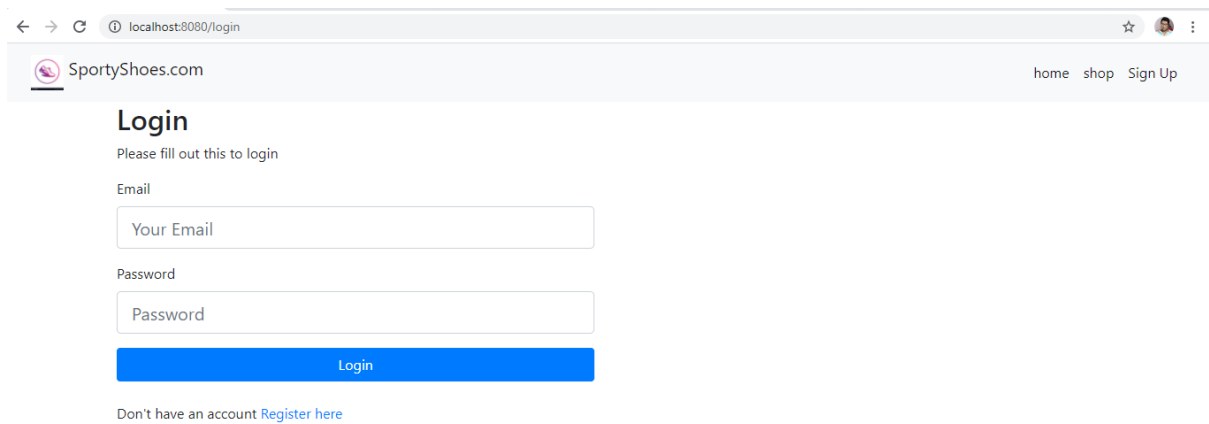 localhost:8080/login
SportyShoes.com
home shop Sign Up
Login
Please fill out this to login
Email
Your Email
Password
Password
Login
Don't have an account Register here